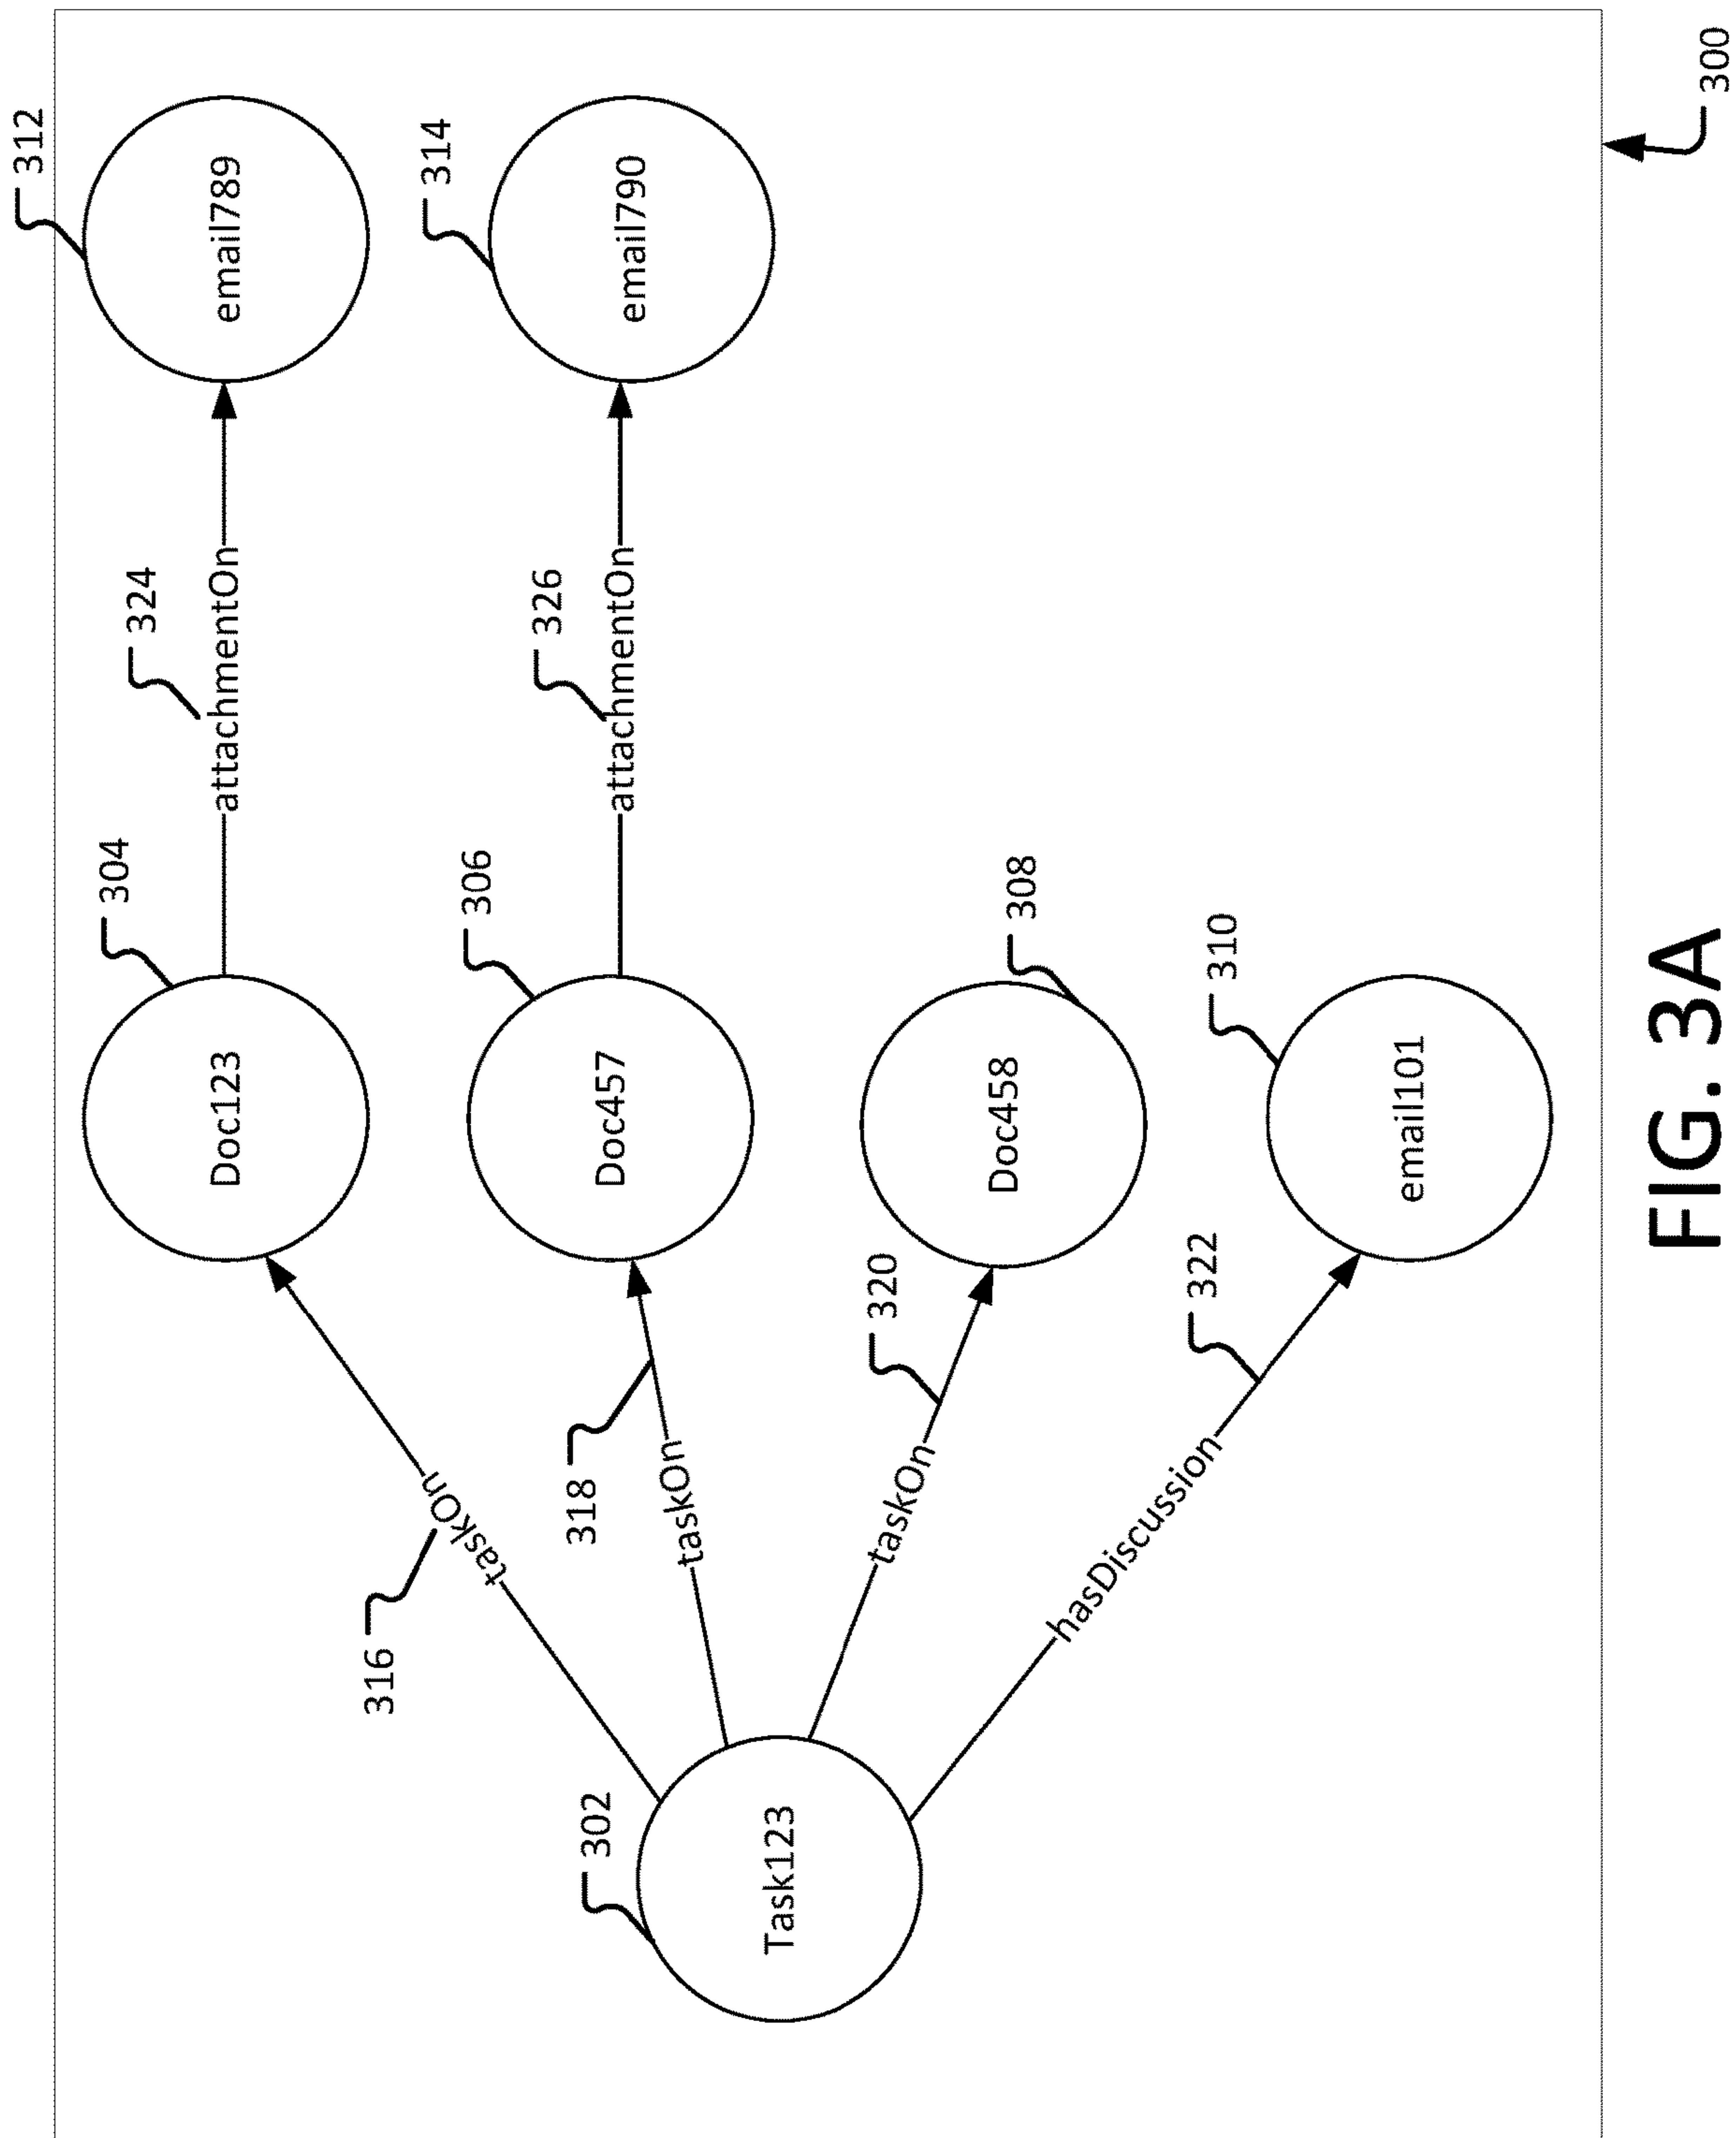 312
324
304
email789
attachmentOn
Doc123
314
326
306
316
taskOn
email790
attachmentOn
Doc457
318
taskOn
302
Task123
308
320
taskOn
Doc458
310
322
hasDiscussion
email101
300
FIG. 3A